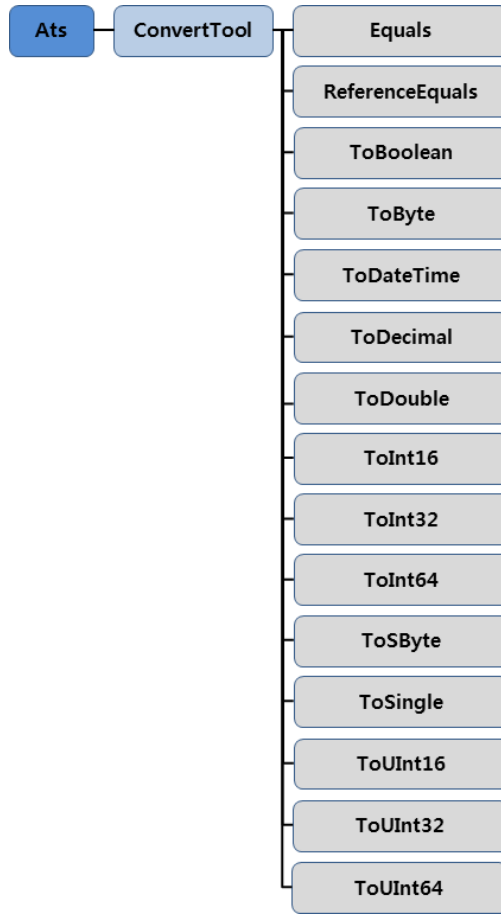 Ats
ConvertTool
Equals
ReferenceEquals
ToBoolean
ToByte
ToDateTime
ToDecimal
ToDouble
ToInt16
ToInt32
ToInt64
ToSByte
ToSingle
ToUInt16
ToUInt32
ToUInt64